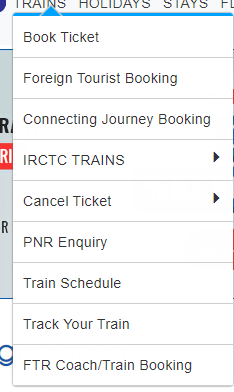 TRAINS HOLIDAYS STAYS
Book Ticket
Foreign Tourist Booking
Connecting Journey Booking
IRCTC TRAINS
Cancel Ticket
PNR Enquiry
Train Schedule
Track Your Train
FTR Coach/Train Booking